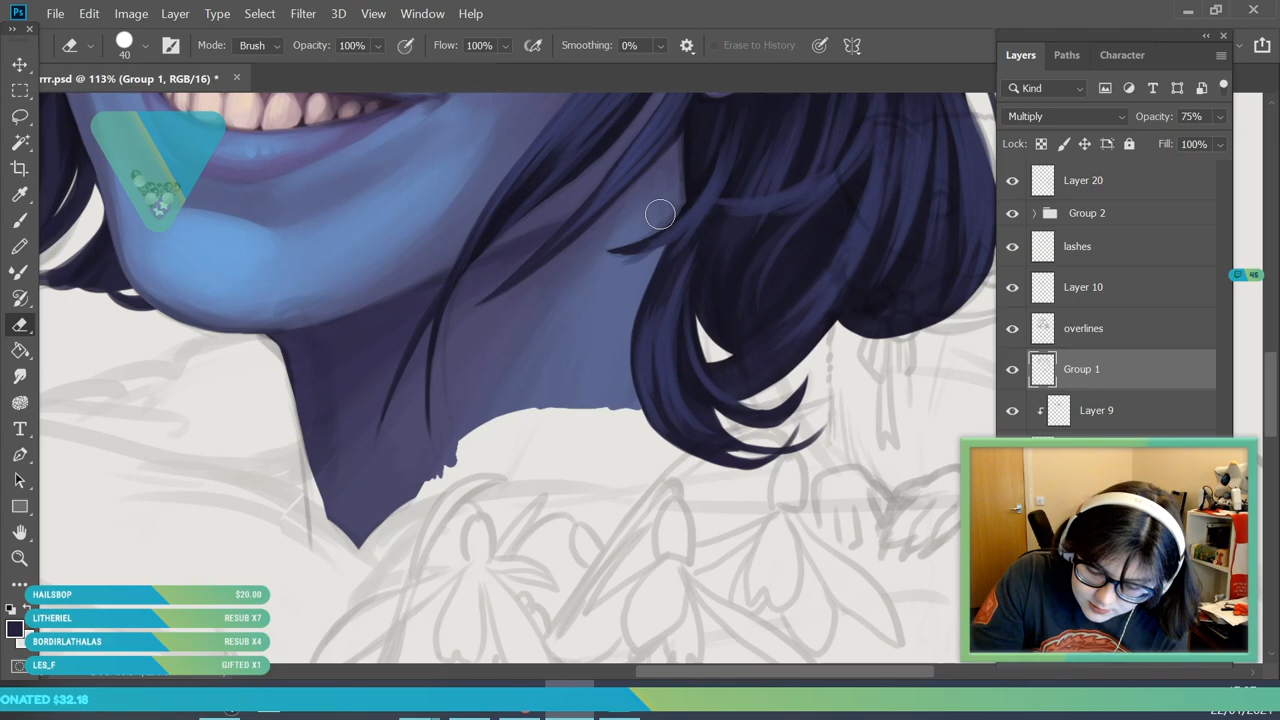 Ps File Edit Image Layer Type Select Filter 3D View Window Help
40 Mode: Brush Opacity: 100% Flow: 100% Smoothing: 0% Erase to History
rrr.psd @ 113% (Group 1, RGB/16) * ×
Layers Paths Character
Kind
Multiply Opacity: 75%
Lock: Fill: 100%
Layer 20
Group 2
lashes
Layer 10
overlines
Group 1
Layer 9
45
HAILSBOP $20.00
LITHERIEL RESUB X7
BORDIRLATHALAS RESUB X4
LES_F GIFTED X1
ONATED $32.18